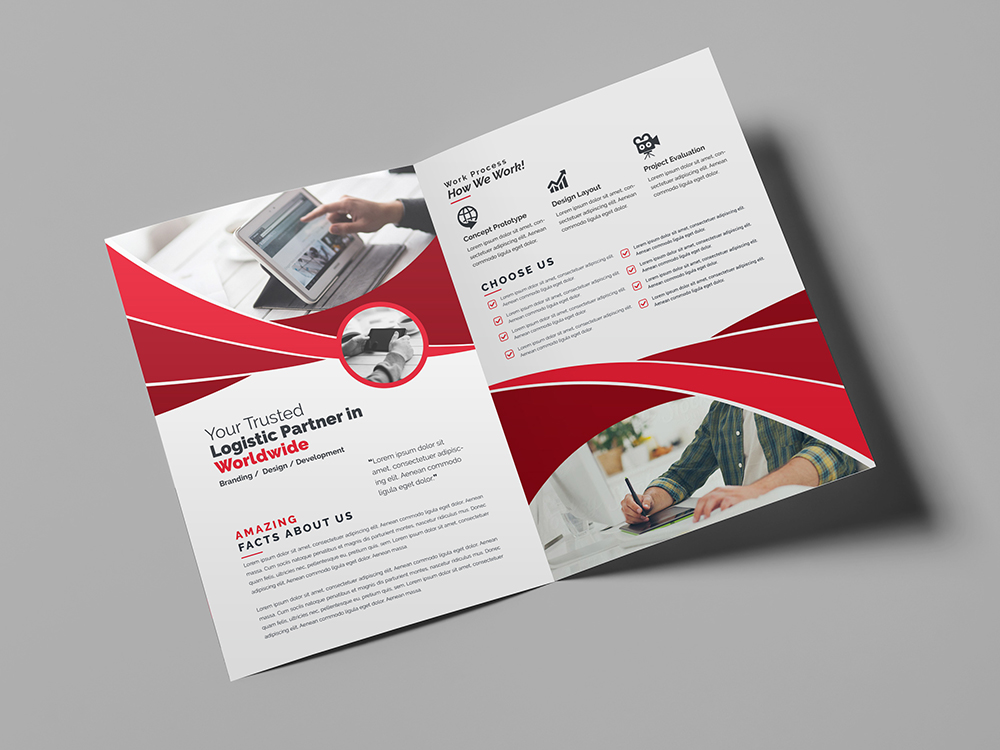 Your Trusted
Logistic Partner in
Worldwide
Branding / Design / Development
"Lorem ipsum dolor sit
amet, consectetuer adipisc-
ing elit. Aenean commodo
ligula eget dolor."
AMAZING
FACTS ABOUT US
Lorem ipsum dolor sit amet, consectetuer adipiscing elit. Aenean commodo ligula eget dolor. Aenean
massa. Cum sociis natoque penatibus et magnis dis parturient montes, nascetur ridiculus mus. Donec
quam felis, ultricies nec, pellentesque eu, pretium quis, sem. Lorem ipsum dolor sit amet, consectetuer
adipiscing elit. Aenean commodo ligula eget dolor. Aenean massa.
Lorem ipsum dolor sit amet, consectetuer adipiscing elit. Aenean commodo ligula eget dolor. Aenean
massa. Cum sociis natoque penatibus et magnis dis parturient montes, nascetur ridiculus mus. Donec
quam felis, ultricies nec, pellentesque eu, pretium quis, sem. Lorem ipsum dolor sit amet, consectetuer
adipiscing elit. Aenean commodo ligula eget dolor. Aenean massa.
Work Process
How We Work!
Concept Prototype
Lorem ipsum dolor sit amet, con-
sectetuer adipiscing elit. Aenean
commodo ligula eget dolor.
Design Layout
Lorem ipsum dolor sit amet, con-
sectetuer adipiscing elit. Aenean
commodo ligula eget dolor.
Project Evaluation
Lorem ipsum dolor sit amet, con-
sectetuer adipiscing elit. Aenean
commodo ligula eget dolor.
CHOOSE US
Lorem ipsum dolor sit amet, consectetuer adipiscing elit.
Aenean commodo ligula eget dolor.
Lorem ipsum dolor sit amet, consectetuer adipiscing elit.
Aenean commodo ligula eget dolor.
Lorem ipsum dolor sit amet, consectetuer adipiscing elit.
Aenean commodo ligula eget dolor.
Lorem ipsum dolor sit amet, consectetuer adipiscing elit.
Aenean commodo ligula eget dolor.
Lorem ipsum dolor sit amet, consectetuer adipiscing elit.
Aenean commodo ligula eget dolor.
Lorem ipsum dolor sit amet, consectetuer adipiscing elit.
Aenean commodo ligula eget dolor.
Lorem ipsum dolor sit amet, consectetuer adipiscing elit.
Aenean commodo ligula eget dolor.
Lorem ipsum dolor sit amet, consectetuer adipiscing elit.
Aenean commodo ligula eget dolor.